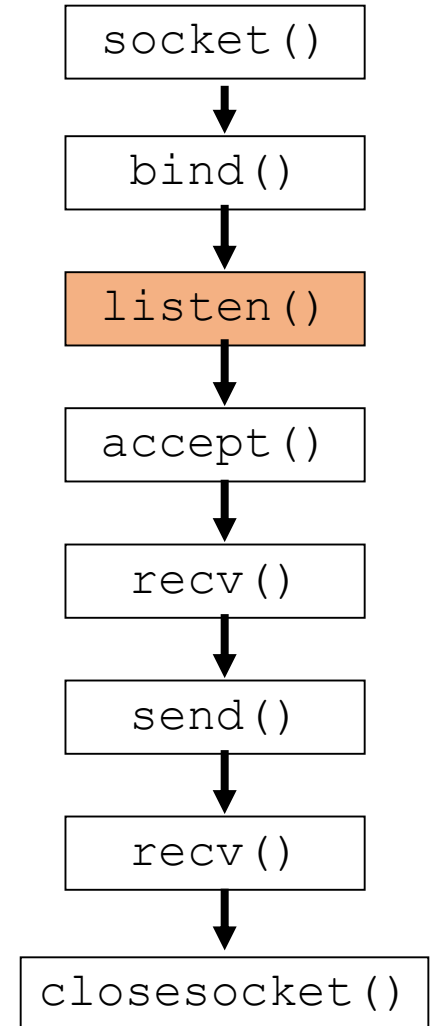 socket()
bind()
listen()
accept()
recv()
send()
recv()
closesocket()